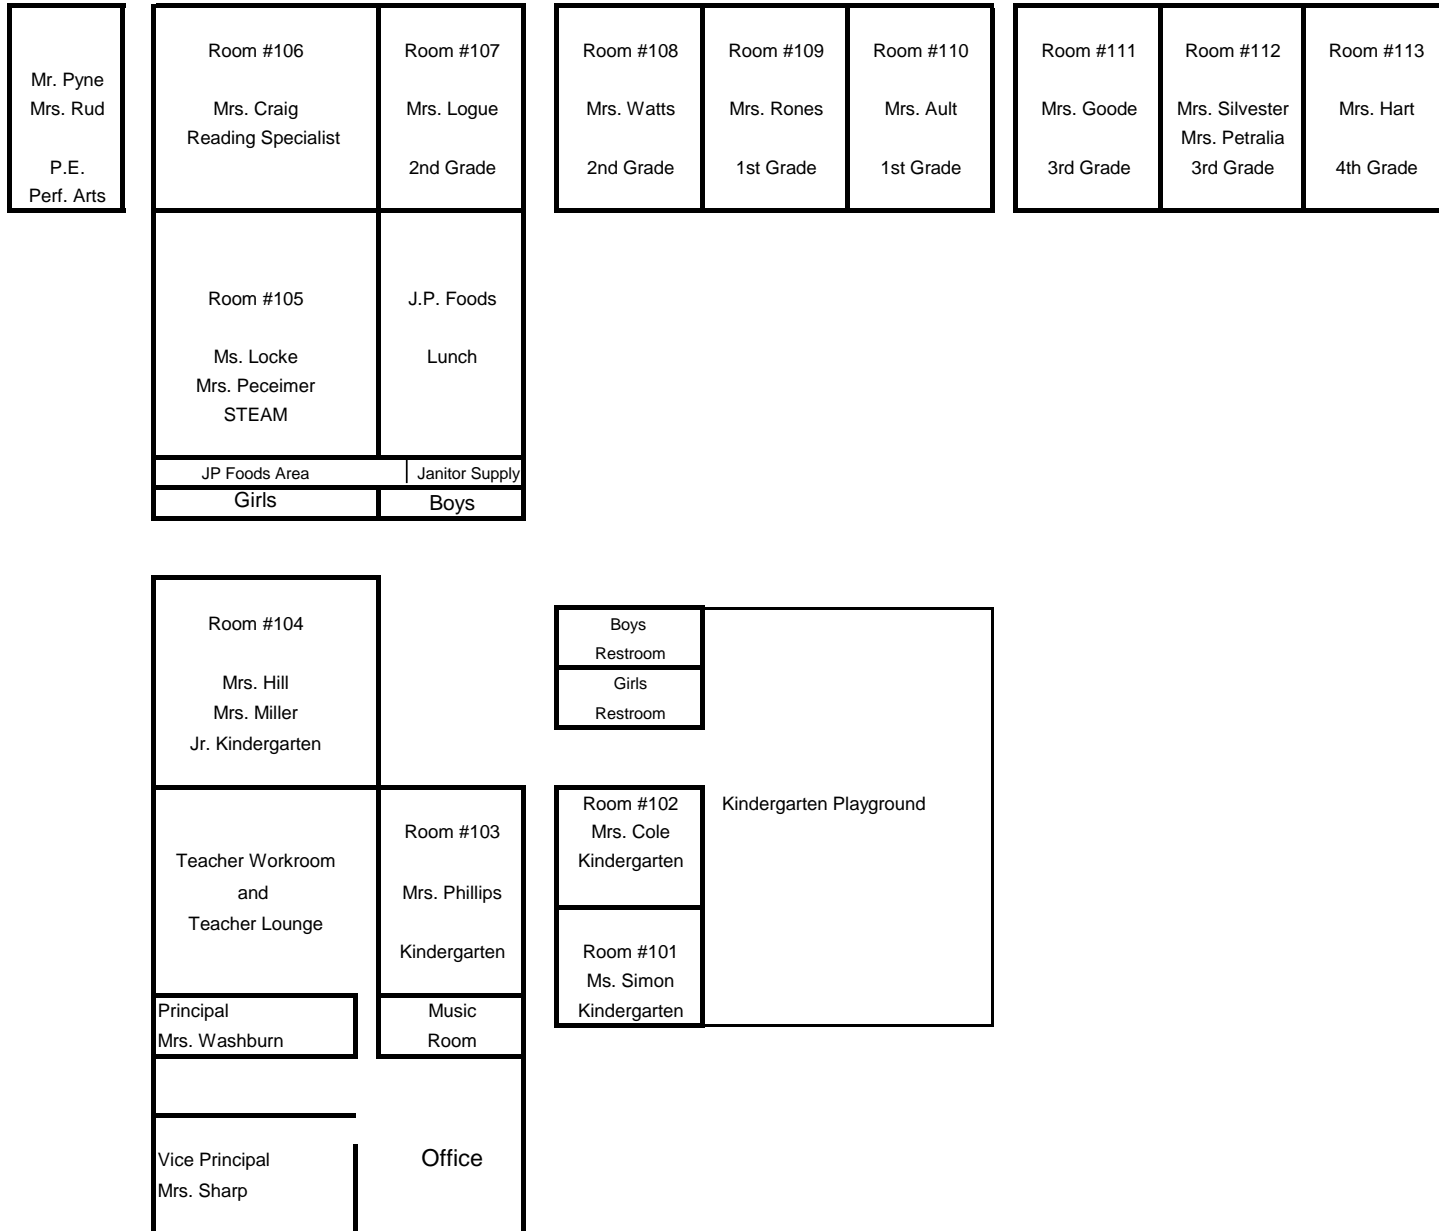 Mr. Pyne
Mrs. Rud
P.E.
Perf. Arts
Room #106
Mrs. Craig
Reading Specialist
Room #107
Mrs. Logue
2nd Grade
Room #108
Mrs. Watts
2nd Grade
Room #109
Mrs. Rones
1st Grade
Room #110
Mrs. Ault
1st Grade
Room #111
Mrs. Goode
3rd Grade
Room #112
Mrs. Silvester
Mrs. Petralia
3rd Grade
Room #113
Mrs. Hart
4th Grade
Room #105
Ms. Locke
Mrs. Peceimer
STEAM
J.P. Foods
Lunch
JP Foods Area
Janitor Supply
Girls
Boys
Room #104
Mrs. Hill
Mrs. Miller
Jr. Kindergarten
Boys
Restroom
Girls
Restroom
Teacher Workroom
and
Teacher Lounge
Room #103
Mrs. Phillips
Kindergarten
Room #102
Mrs. Cole
Kindergarten
Kindergarten Playground
Room #101
Ms. Simon
Kindergarten
Principal
Mrs. Washburn
Music
Room
Vice Principal
Mrs. Sharp
Office